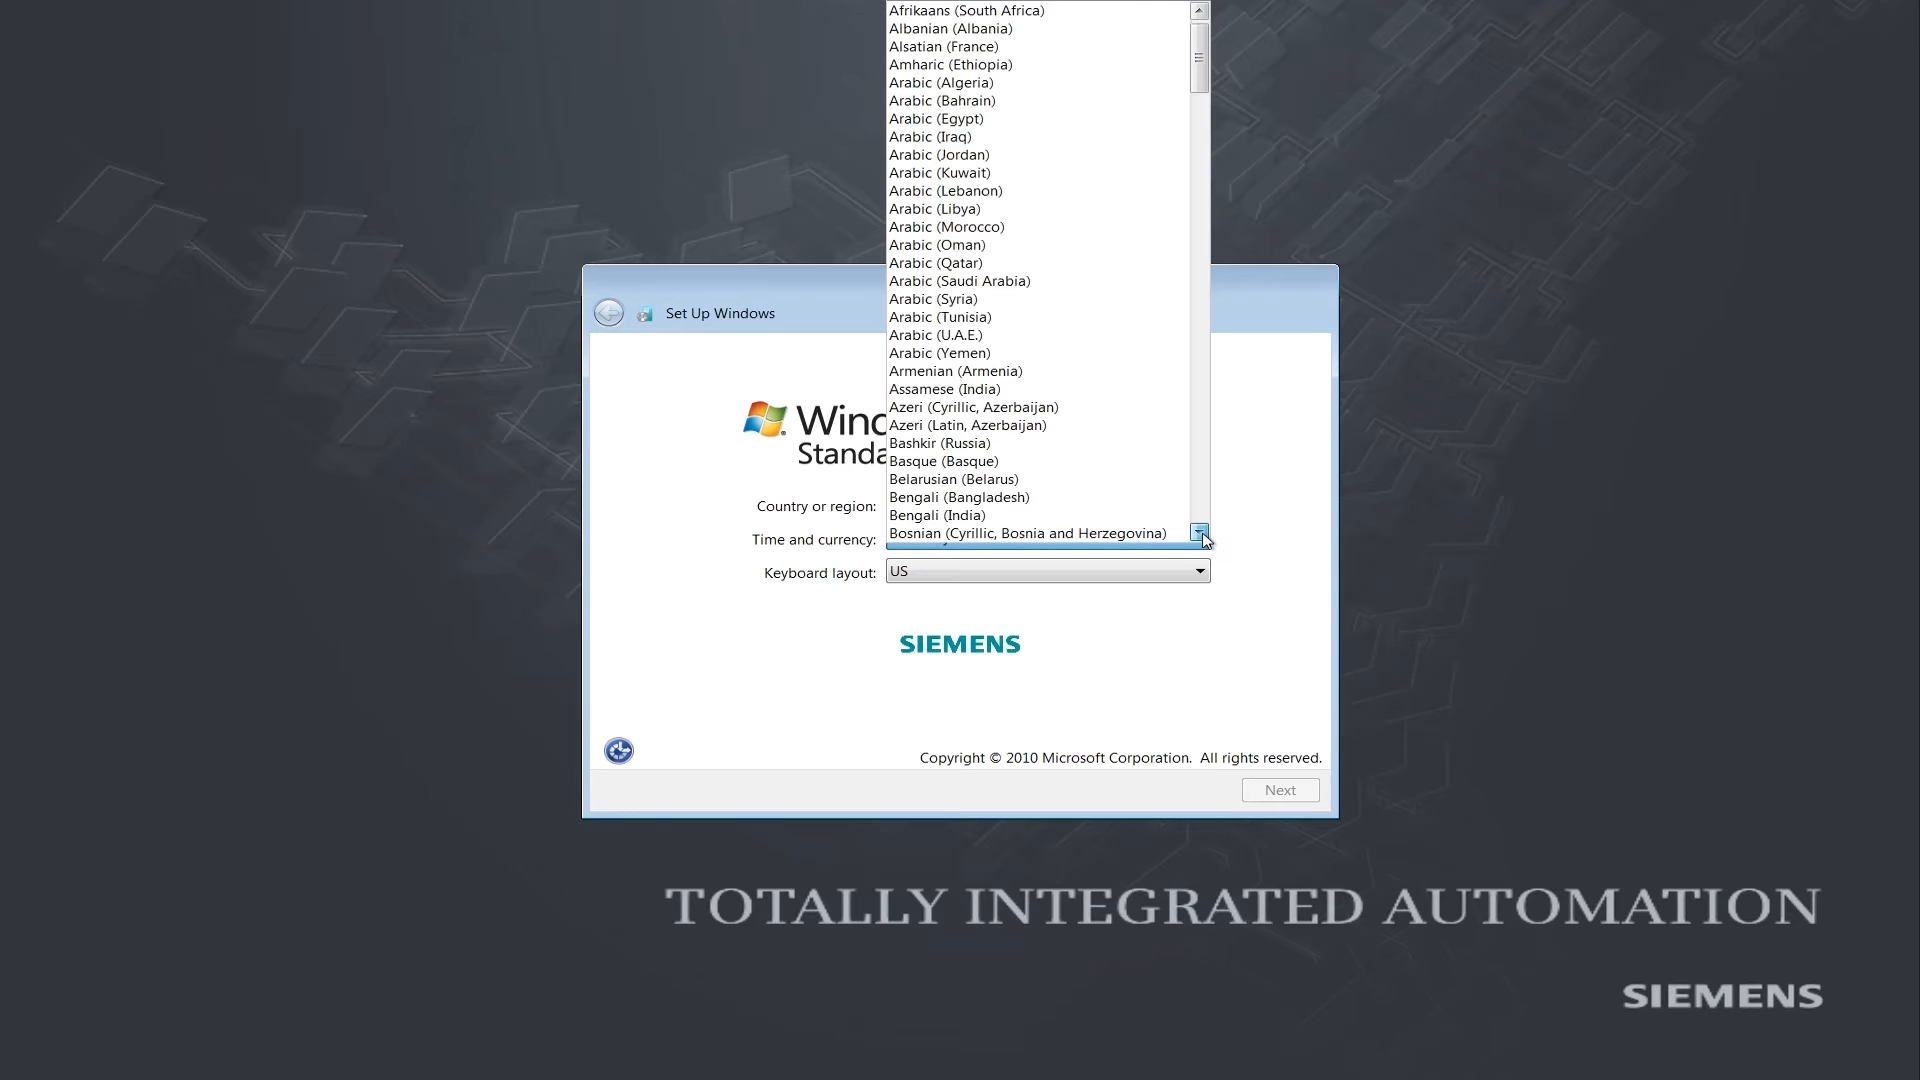 Afrikaans (South Africa)
Albanian (Albania)
Alsatian (France)
Amharic (Ethiopia)
Arabic (Algeria)
Arabic (Bahrain)
Arabic (Egypt)
Arabic (Iraq)
Arabic (Jordan)
Arabic (Kuwait)
Arabic (Lebanon)
Arabic (Libya)
Arabic (Morocco)
Arabic (Oman)
Arabic (Qatar)
Arabic (Saudi Arabia)
Arabic (Syria)
Arabic (Tunisia)
Arabic (U.A.E.)
Arabic (Yemen)
Armenian (Armenia)
Assamese (India)
Azeri (Cyrillic, Azerbaijan)
Azeri (Latin, Azerbaijan)
Bashkir (Russia)
Basque (Basque)
Belarusian (Belarus)
Bengali (Bangladesh)
Bengali (India)
Bosnian (Cyrillic, Bosnia and Herzegovina)
Set Up Windows
Wind
Standa
Country or region:
Time and currency:
Keyboard layout: US
SIEMENS
Copyright © 2010 Microsoft Corporation. All rights reserved.
Next
TOTALLY INTEGRATED AUTOMATION
SIEMENS